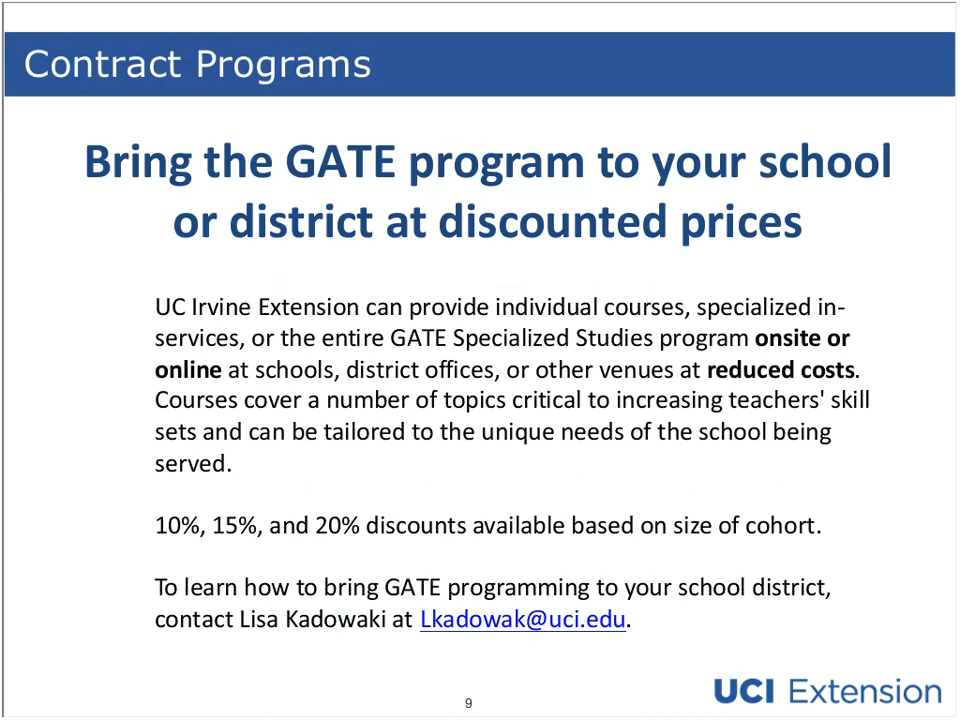 Contract Programs
Bring the GATE program to your school
or district at discounted prices
UC Irvine Extension can provide individual courses, specialized in-
services, or the entire GATE Specialized Studies program onsite or
online at schools, district offices, or other venues at reduced costs.
Courses cover a number of topics critical to increasing teachers' skill
sets and can be tailored to the unique needs of the school being
served.
10%, 15%, and 20% discounts available based on size of cohort.
To learn how to bring GATE programming to your school district,
contact Lisa Kadowaki at Lkadowak@uci.edu.
9
UCI Extension